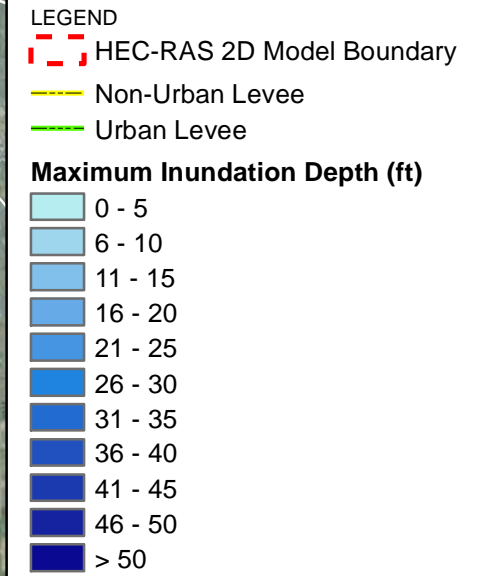 LEGEND
HEC-RAS 2D Model Boundary
Non-Urban Levee
Urban Levee
Maximum Inundation Depth (ft)
0 - 5
6 - 10
11 - 15
16 - 20
21 - 25
26 - 30
31 - 35
36 - 40
41 - 45
46 - 50
> 50